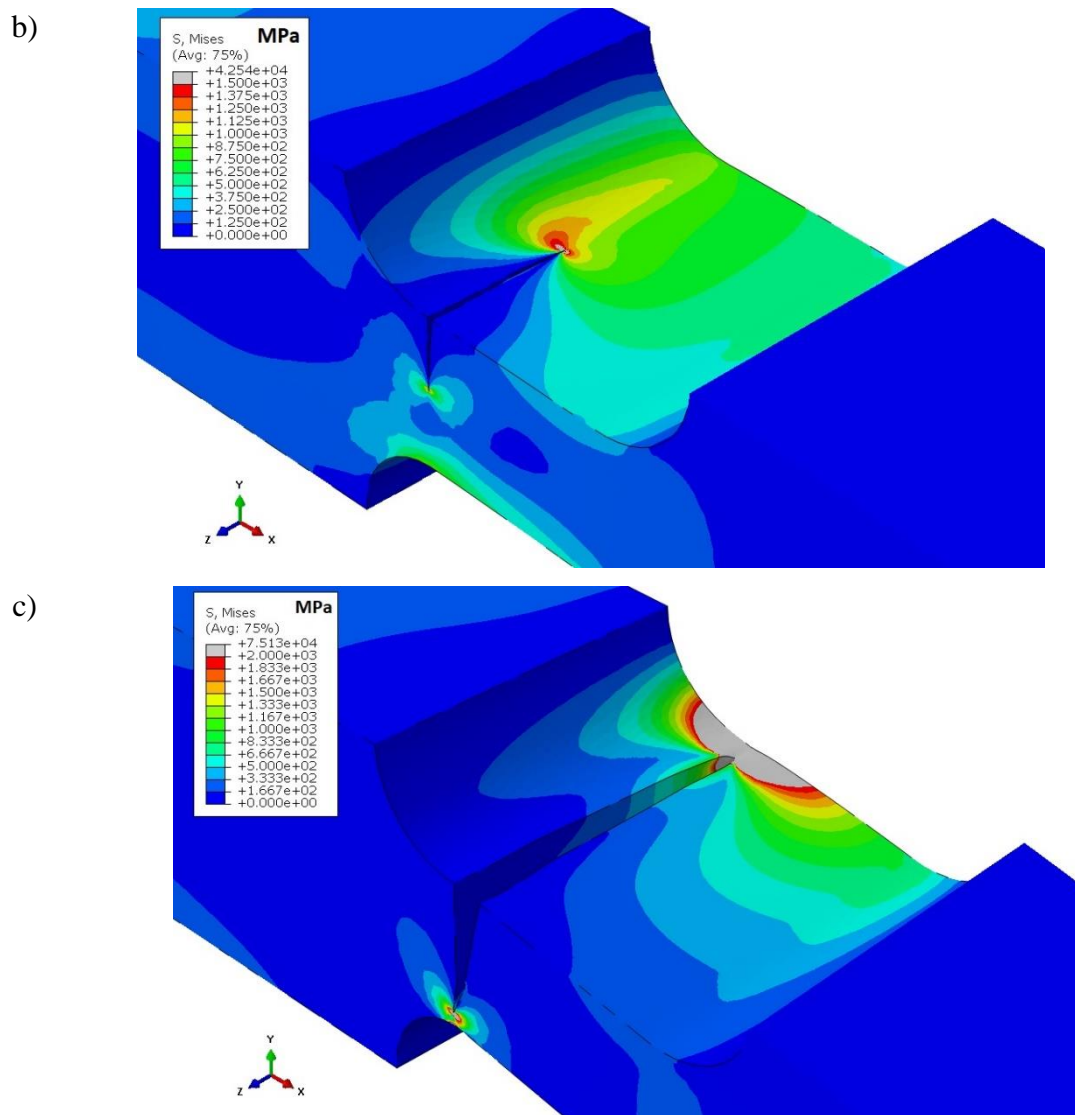 b)
S, Mises MPa
(Avg: 75%)
+4.254e+04
+1.500e+03
+1.375e+03
+1.250e+03
+1.125e+03
+1.000e+03
+8.750e+02
+7.500e+02
+6.250e+02
+5.000e+02
+3.750e+02
+2.500e+02
+1.250e+02
+0.000e+00
Y
Z
X
c)
S, Mises MPa
(Avg: 75%)
+7.513e+04
+2.000e+03
+1.833e+03
+1.667e+03
+1.500e+03
+1.333e+03
+1.167e+03
+1.000e+03
+8.333e+02
+6.667e+02
+5.000e+02
+3.333e+02
+1.667e+02
+0.000e+00
Y
Z
X